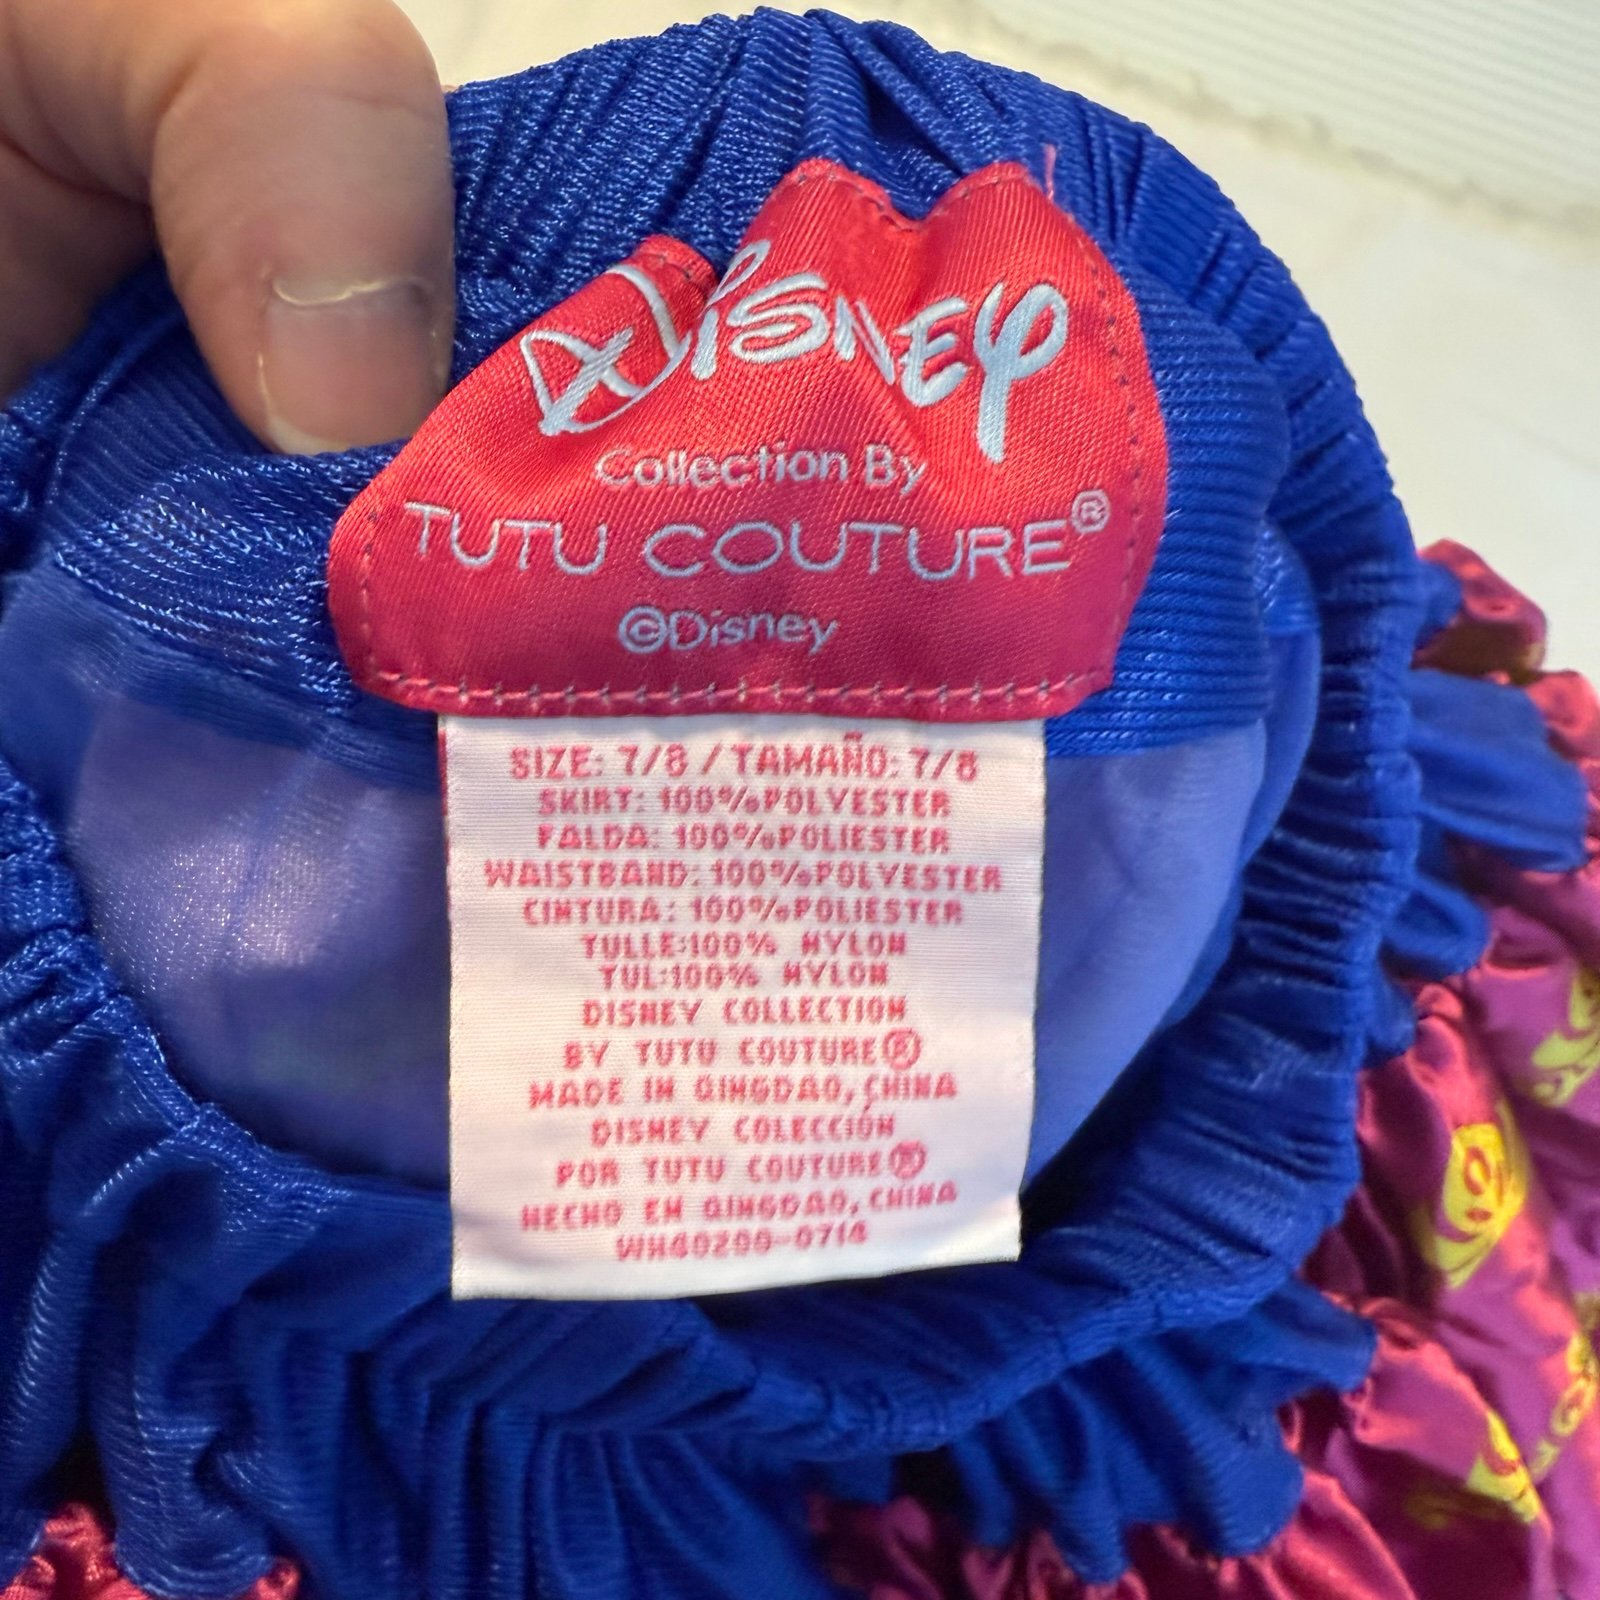 Disney
Collection By
TUTU COUTURE®
©Disney
SIZE: 7/8 / TAMAÑO: 7/8
SKIRT: 100%POLYESTER
FALDA: 100%POLIESTER
WAISTBAND: 100%POLYESTER
CINTURA: 100%POLIESTER
TULLE:100% NYLON
TUL:100% NYLON
DISNEY COLLECTION
BY TUTU COUTURE®
MADE IN QINGDAO, CHINA
DISNEY COLECCIÓN
POR TUTU COUTURE®
HECHO EN QINGDAO, CHINA
WH40200-0714